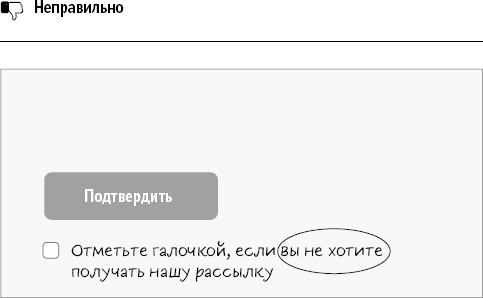 Неправильно
Подтвердить
Отметьте галочкой, если вы не хотите
получать нашу рассылку